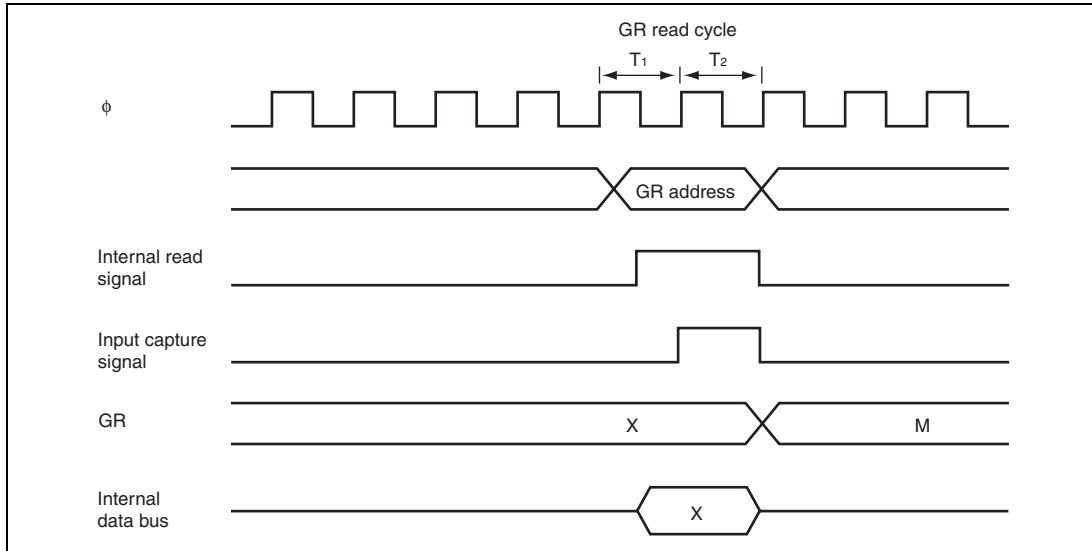 GR read cycle
T1 T2
ϕ
GR address
Internal read
signal
Input capture
signal
GR X M
Internal
data bus X